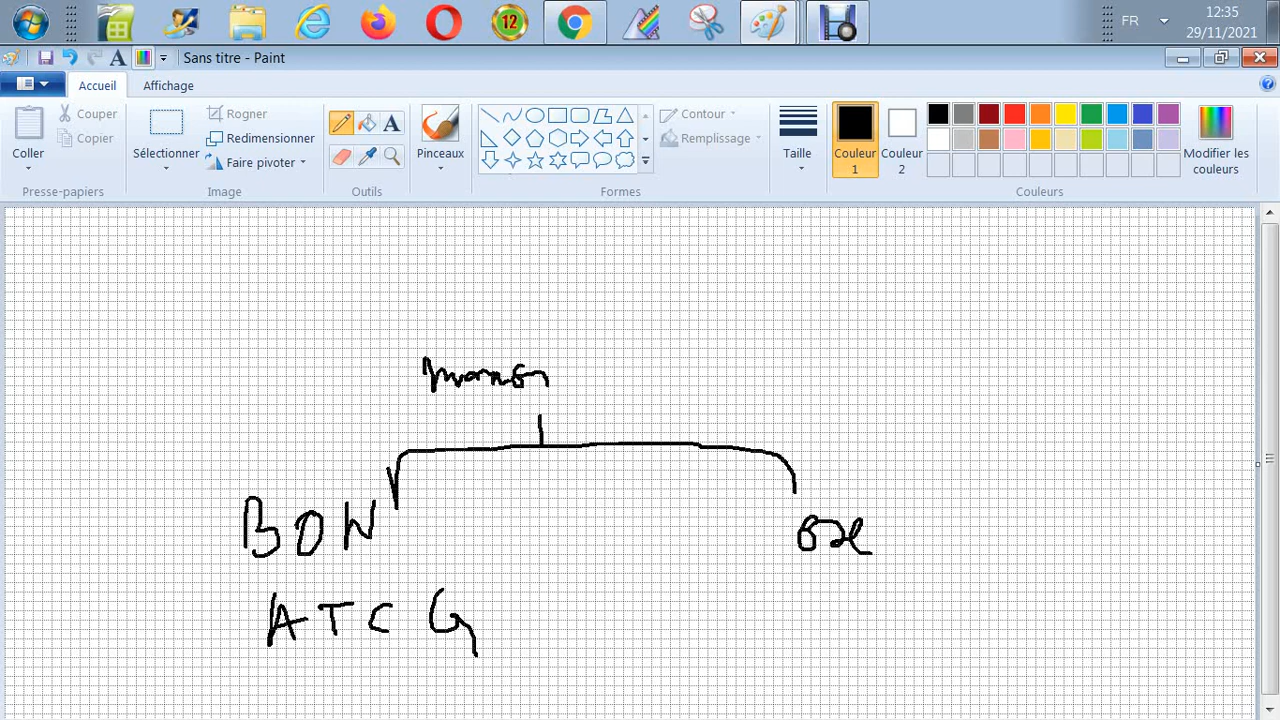 12
FR
12:35
29/11/2021
Sans titre - Paint
Accueil
Affichage
Coller
Couper
Copier
Presse-papiers
Sélectionner
Rogner
Redimensionner
Faire pivoter
Image
A
Outils
Pinceaux
Contour
Remplissage
Formes
Taille
Couleur 1
Couleur 2
Modifier les couleurs
Couleurs
BDN
A T C G